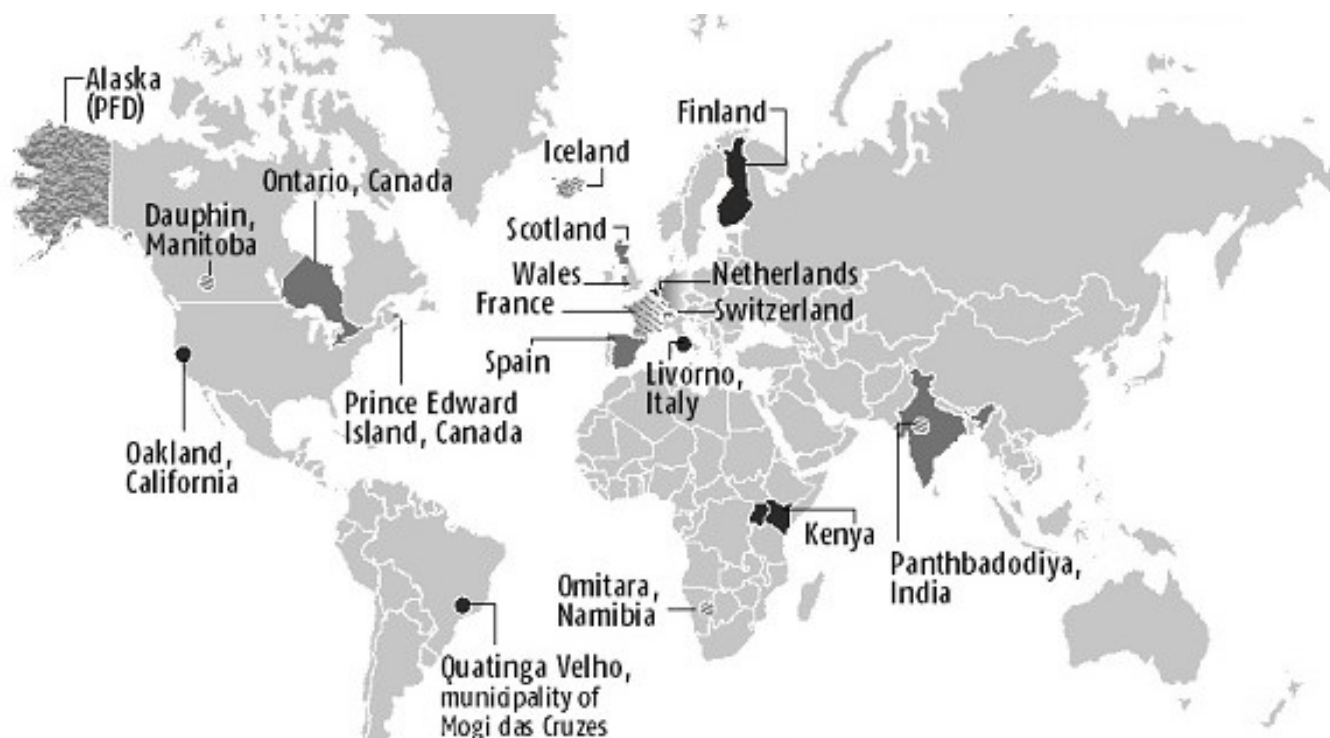 Alaska
(PFD)
Finland
Iceland
Ontario, Canada
Dauphin,
Manitoba
Scotland
Wales
Netherlands
France
Switzerland
Spain
Livorno,
Italy
Prince Edward
Island, Canada
Oakland,
California
Kenya
Panthbadodiya,
India
Omitara,
Namibia
Quatinga Velho,
municipality of
Mogi das Cruzes